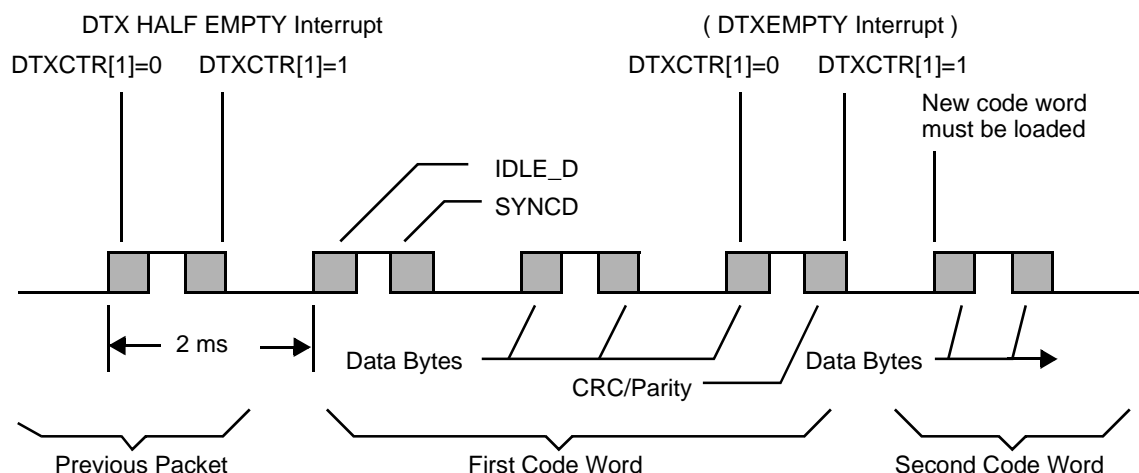 DTX HALF EMPTY Interrupt
( DTXEMPTY Interrupt )
DTXCTR[1]=0
DTXCTR[1]=1
DTXCTR[1]=0
DTXCTR[1]=1
New code word
must be loaded
IDLE_D
SYNCD
2 ms
Data Bytes
CRC/Parity
Data Bytes
Previous Packet
First Code Word
Second Code Word